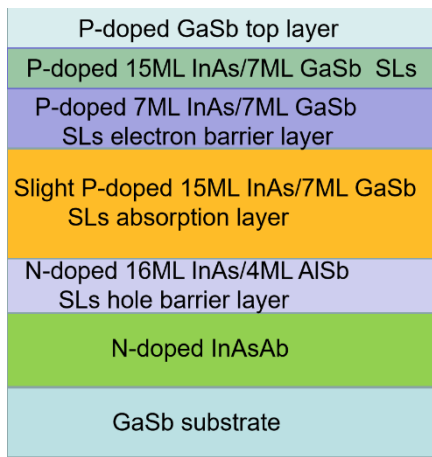 P-doped GaSb top layer
P-doped 15ML InAs/7ML GaSb SLs
P-doped 7ML InAs/7ML GaSb
SLs electron barrier layer
Slight P-doped 15ML InAs/7ML GaSb
SLs absorption layer
N-doped 16ML InAs/4ML AlSb
SLs hole barrier layer
N-doped InAsAb
GaSb substrate